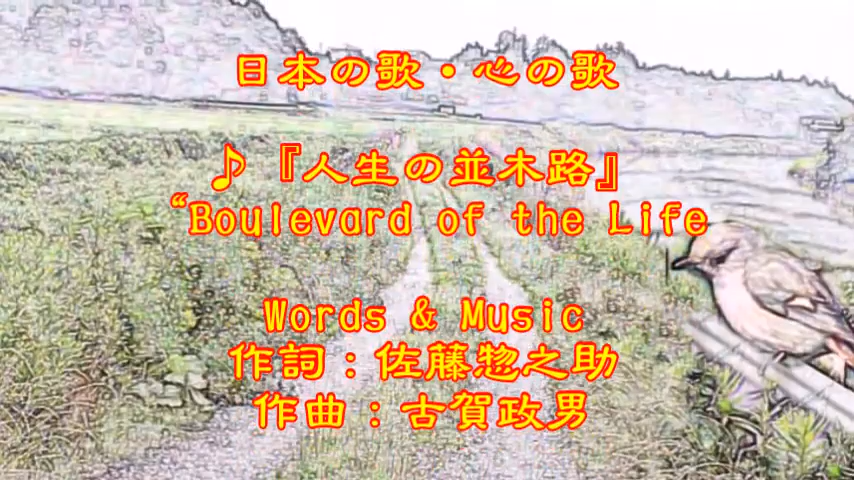 日本の歌・心の歌
♪『人生の並木路』
“Boulevard of the Life
Words & Music
作詞：佐藤惣之助
作曲：古賀政男